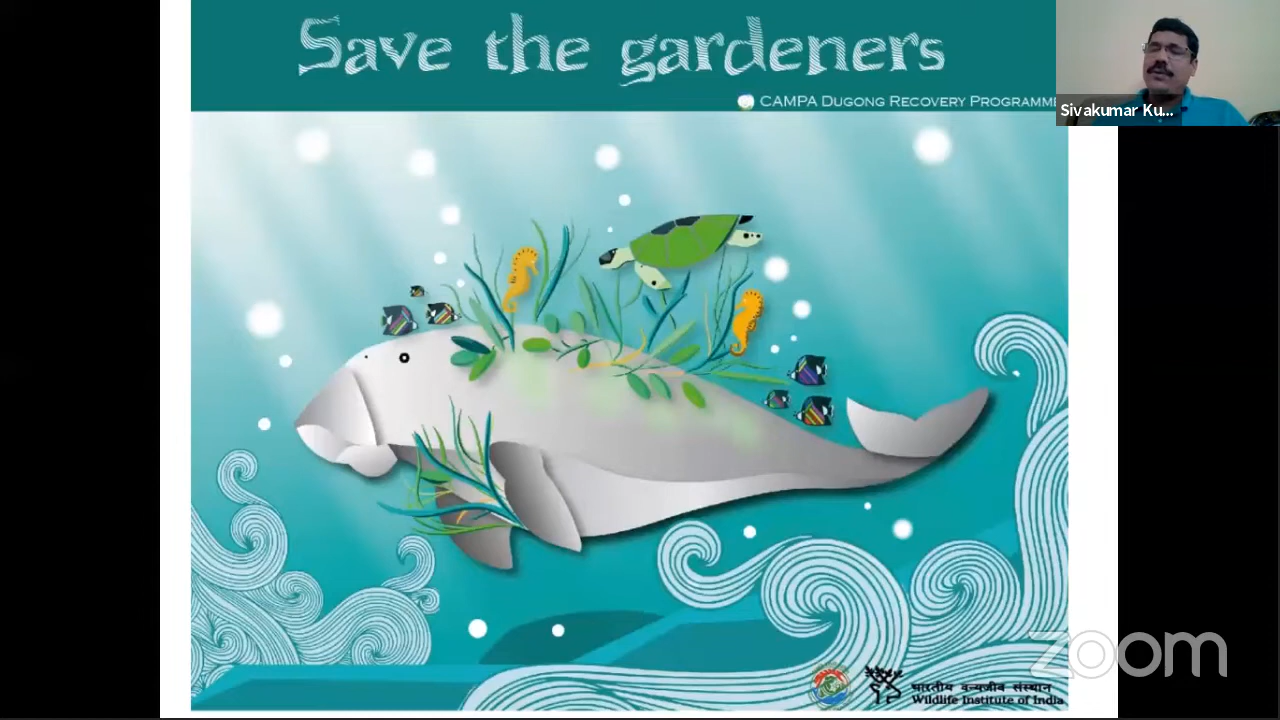 Save the gardeners
CAMPA Dugong Recovery Programme
Sivakumar Ku...
zoom
भारतीय वन्यजीव संस्थान
Wildlife Institute of India